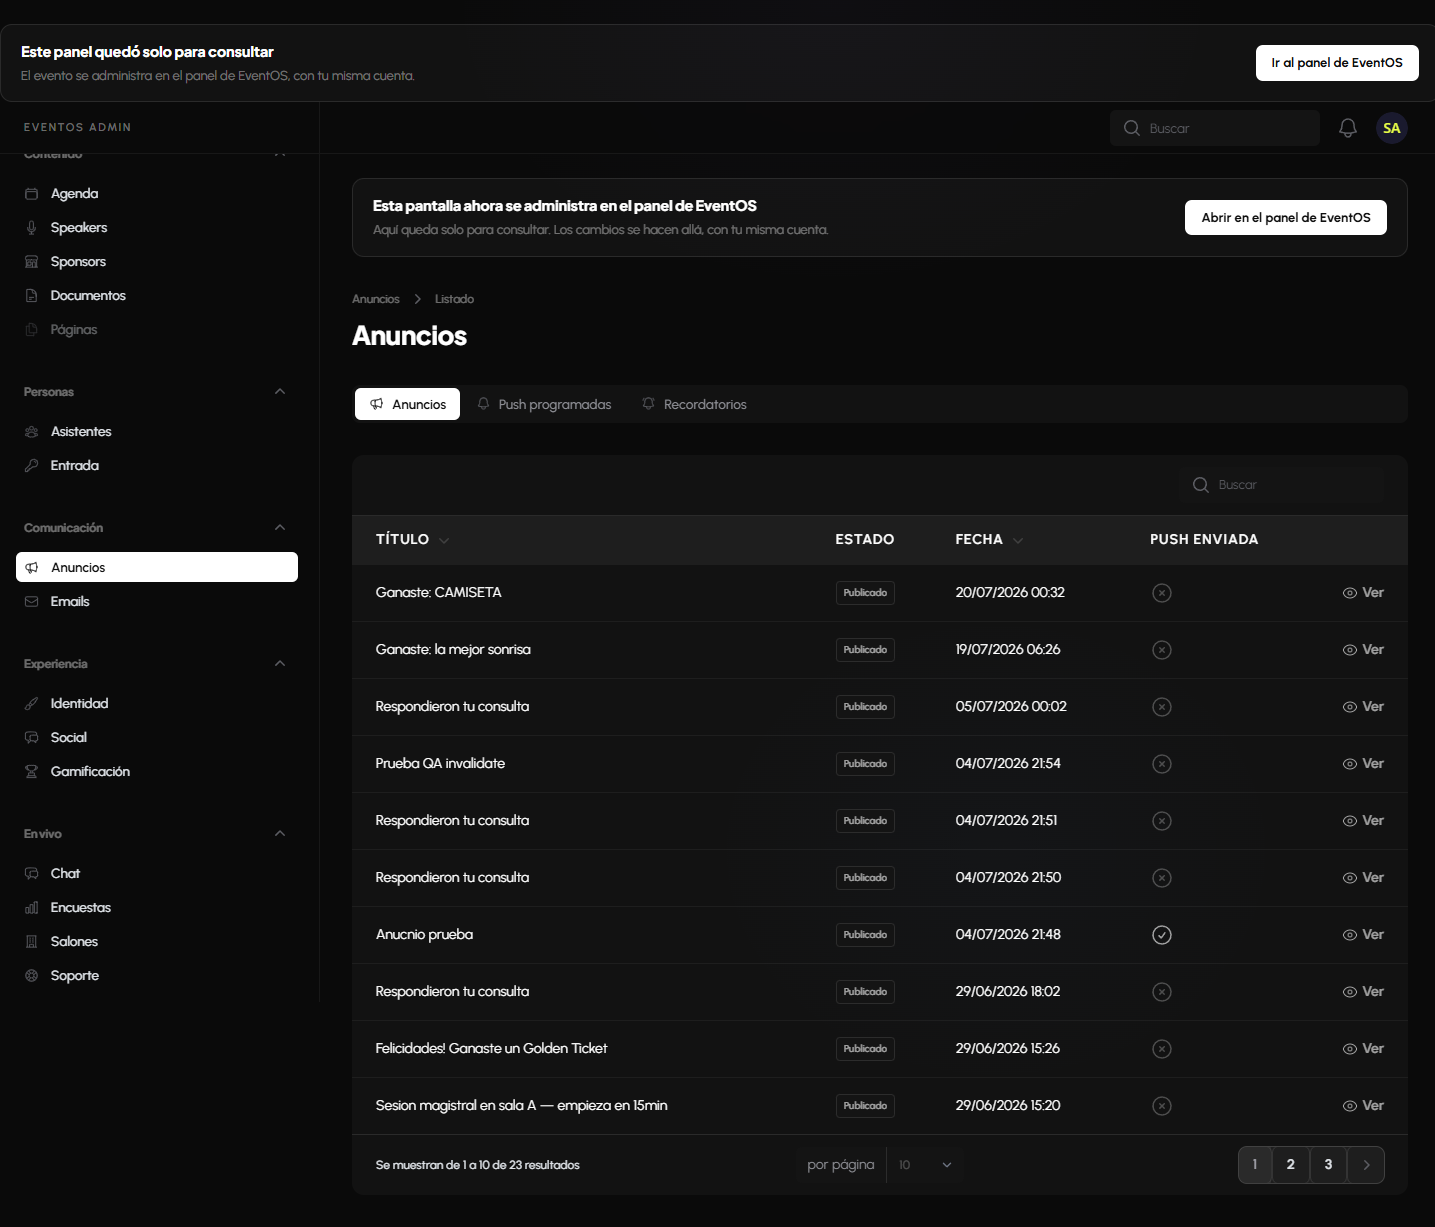 Este panel quedó solo para consultar
El evento se administra en el panel de EventOS, con tu misma cuenta.
Ir al panel de EventOS
EVENTOS ADMIN
Buscar
SA
Contenido
Agenda
Speakers
Sponsors
Documentos
Páginas
Personas
Asistentes
Entrada
Comunicación
Anuncios
Emails
Experiencia
Identidad
Social
Gamificación
En vivo
Chat
Encuestas
Salones
Soporte
Esta pantalla ahora se administra en el panel de EventOS
Aquí queda solo para consultar. Los cambios se hacen allá, con tu misma cuenta.
Abrir en el panel de EventOS
Anuncios > Listado
Anuncios
Anuncios Push programadas Recordatorios
Buscar
TÍTULO ESTADO FECHA PUSH ENVIADA
Ganaste: CAMISETA Publicado 20/07/2026 00:32 Ver
Ganaste: la mejor sonrisa Publicado 19/07/2026 06:26 Ver
Respondieron tu consulta Publicado 05/07/2026 00:02 Ver
Prueba QA invalidate Publicado 04/07/2026 21:54 Ver
Respondieron tu consulta Publicado 04/07/2026 21:51 Ver
Respondieron tu consulta Publicado 04/07/2026 21:50 Ver
Anucnio prueba Publicado 04/07/2026 21:48 Ver
Respondieron tu consulta Publicado 29/06/2026 18:02 Ver
Felicidades! Ganaste un Golden Ticket Publicado 29/06/2026 15:26 Ver
Sesion magistral en sala A — empieza en 15min Publicado 29/06/2026 15:20 Ver
Se muestran de 1 a 10 de 23 resultados por página 10 1 2 3